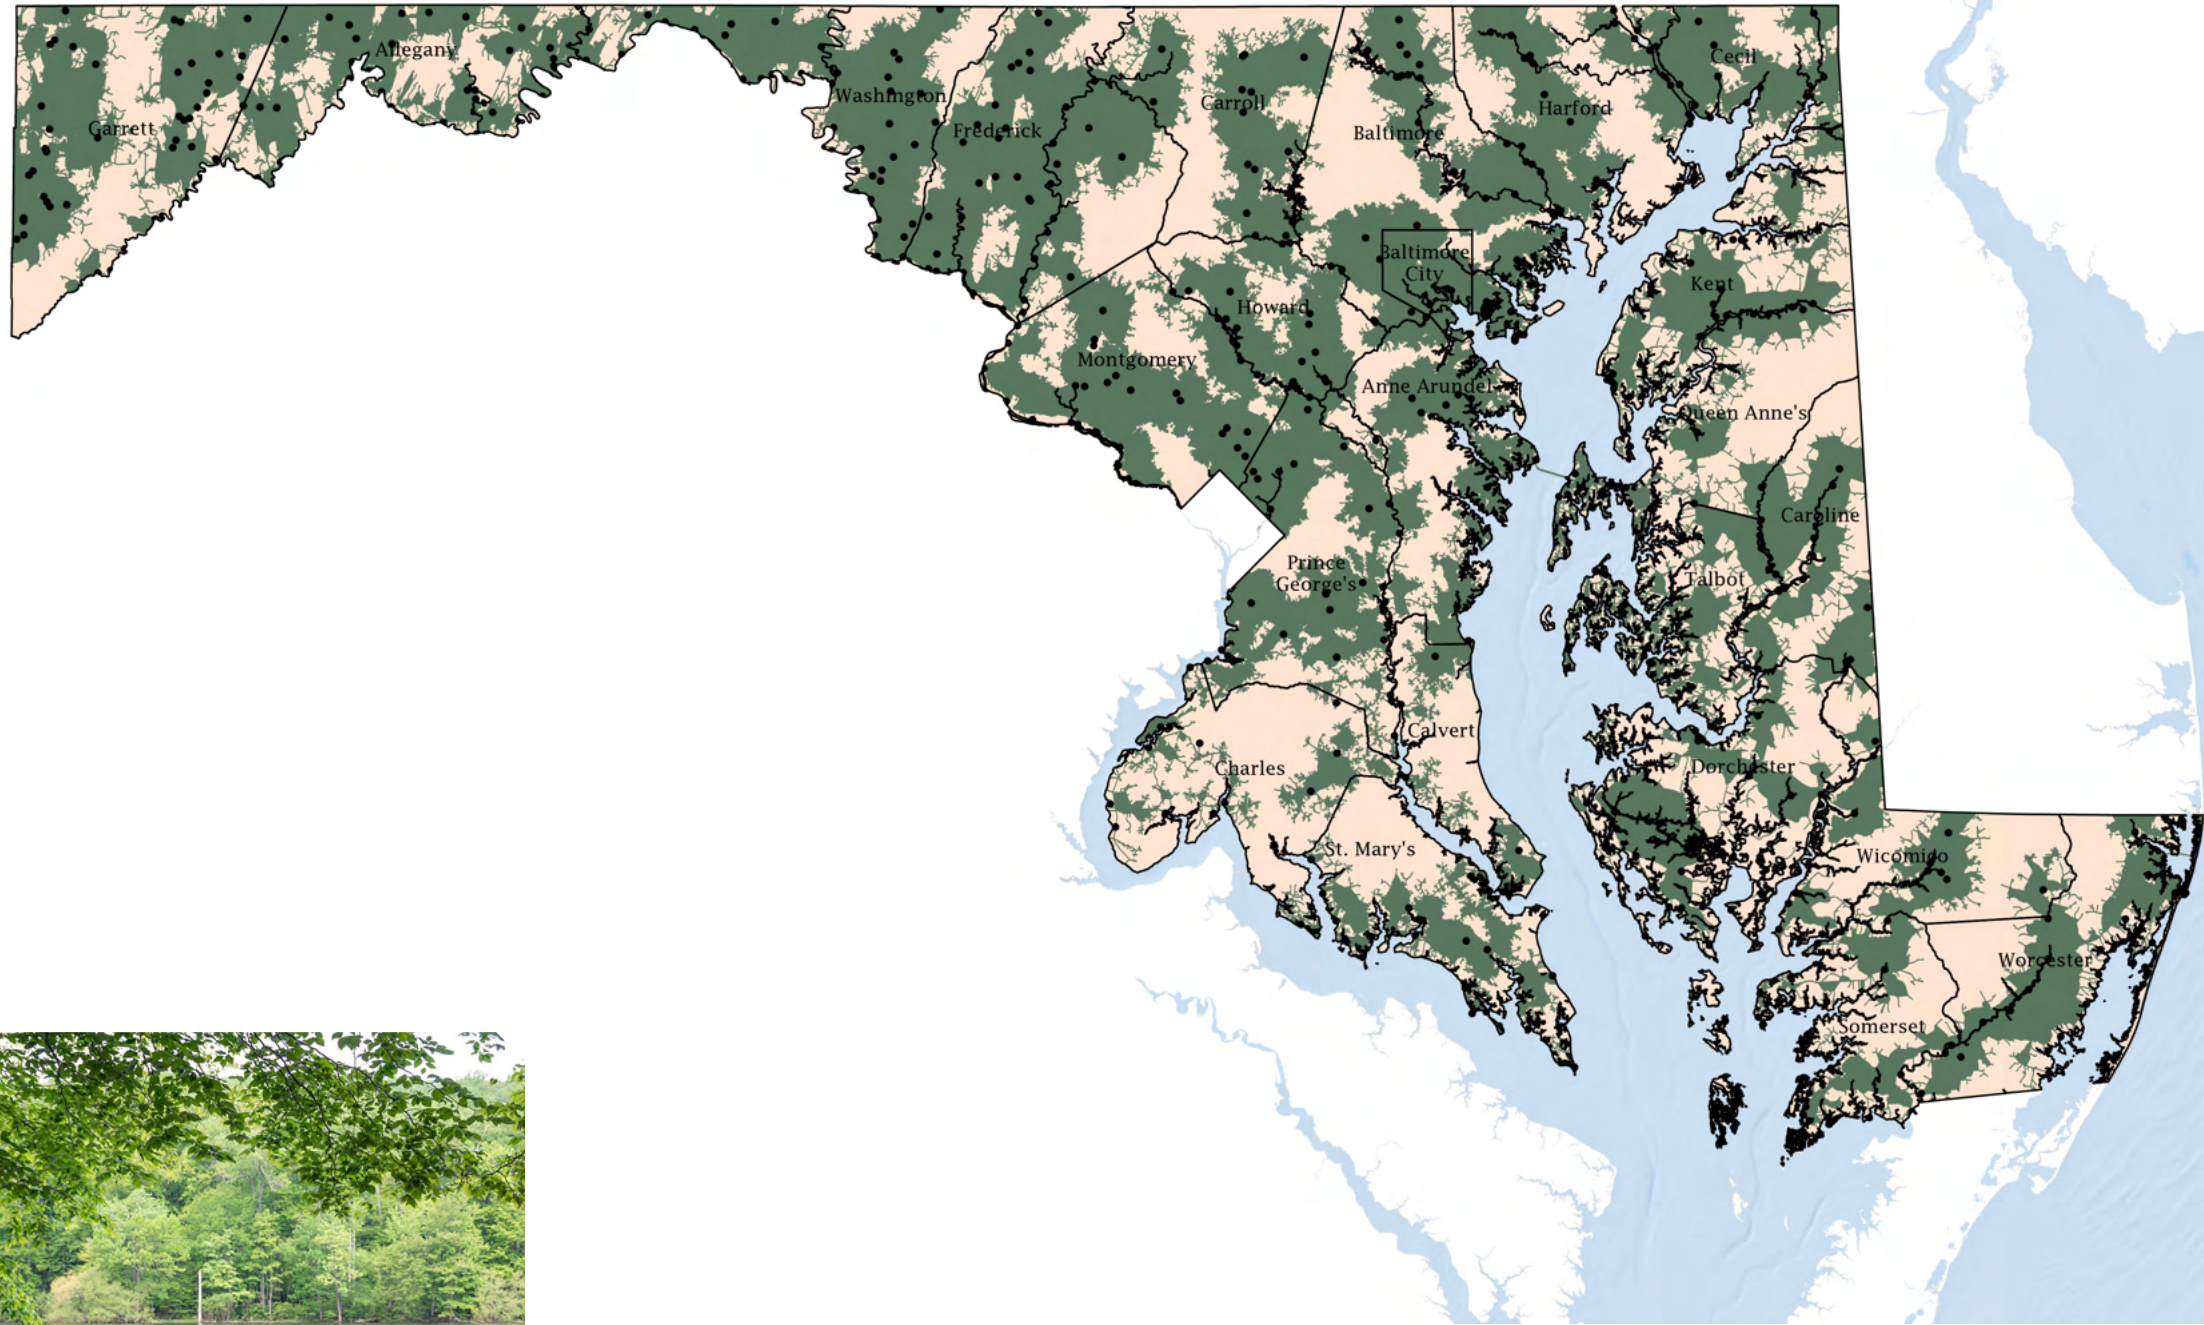 Allegany
Cecil
Washington
Carroll
Harford
Garrett
Frederick
Baltimore
Baltimore
City
Kent
Howard
Montgomery
Anne Arundel
Queen Anne's
Caroline
Prince
George's
Talbot
Calvert
Charles
Dorchester
St. Mary's
Wicomico
Worcester
Somerset